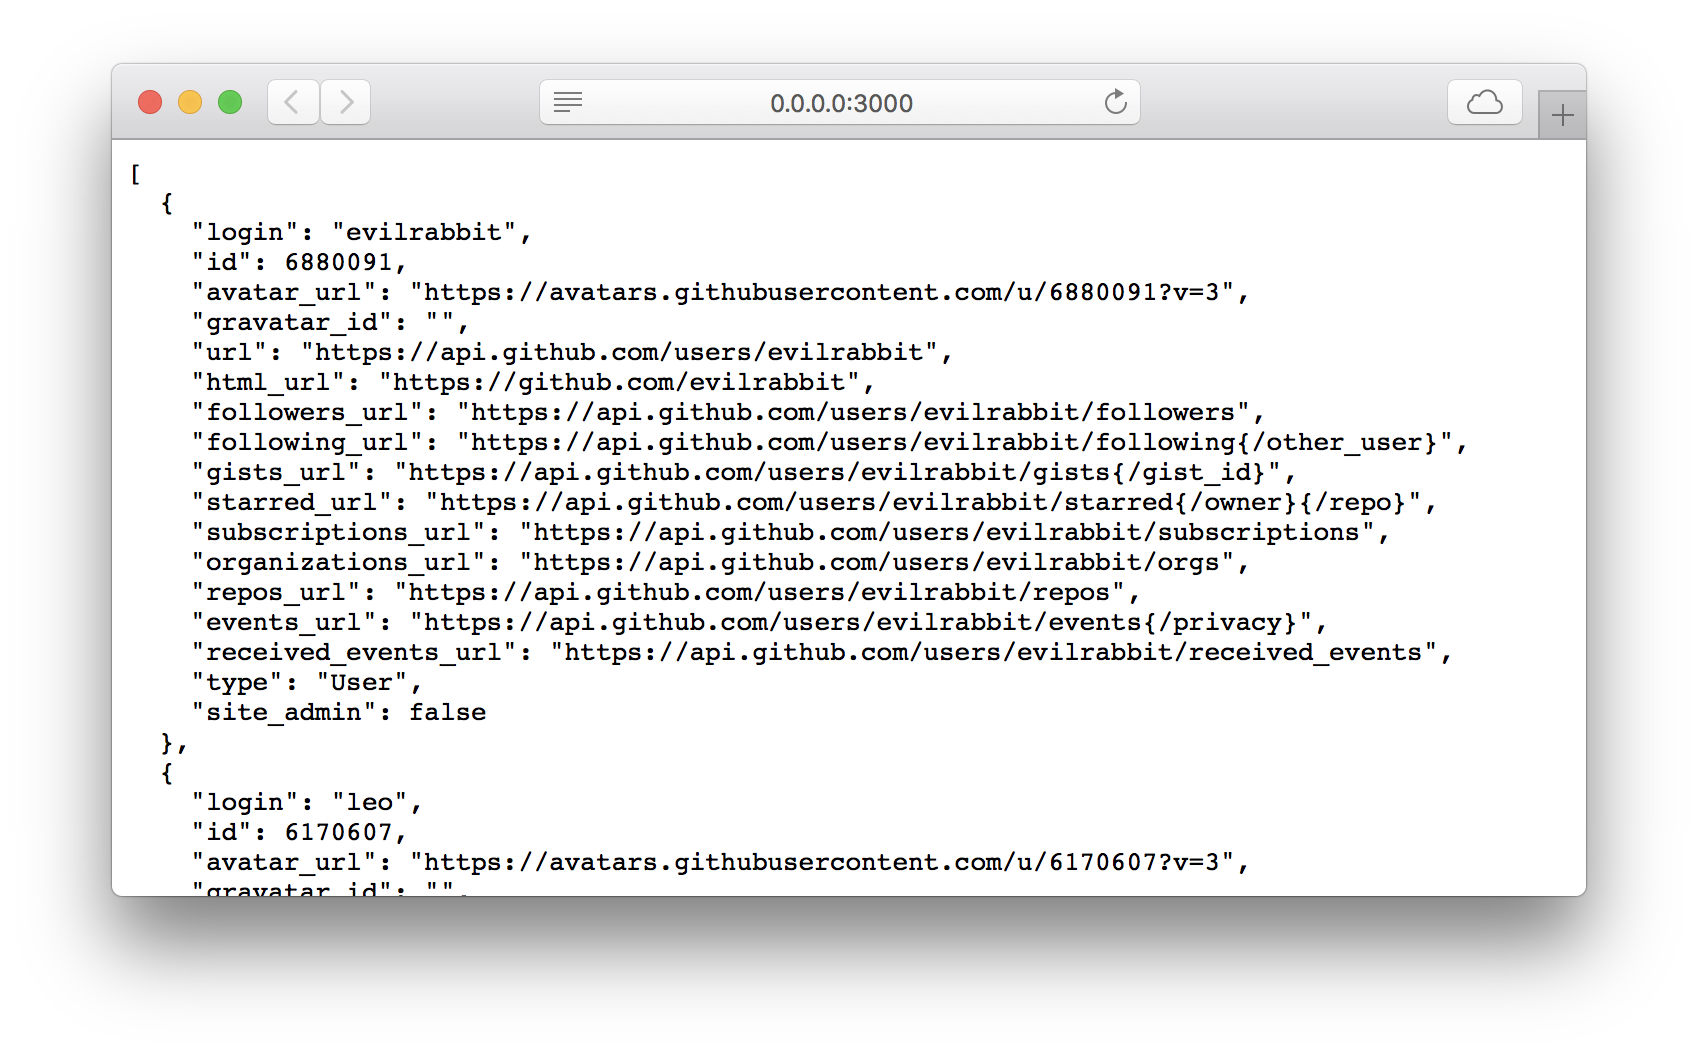 0.0.0.0:3000
[
  {
    "login": "evilrabbit",
    "id": 6880091,
    "avatar_url": "https://avatars.githubusercontent.com/u/6880091?v=3",
    "gravatar_id": "",
    "url": "https://api.github.com/users/evilrabbit",
    "html_url": "https://github.com/evilrabbit",
    "followers_url": "https://api.github.com/users/evilrabbit/followers",
    "following_url": "https://api.github.com/users/evilrabbit/following{/other_user}",
    "gists_url": "https://api.github.com/users/evilrabbit/gists{/gist_id}",
    "starred_url": "https://api.github.com/users/evilrabbit/starred{/owner}{/repo}",
    "subscriptions_url": "https://api.github.com/users/evilrabbit/subscriptions",
    "organizations_url": "https://api.github.com/users/evilrabbit/orgs",
    "repos_url": "https://api.github.com/users/evilrabbit/repos",
    "events_url": "https://api.github.com/users/evilrabbit/events{/privacy}",
    "received_events_url": "https://api.github.com/users/evilrabbit/received_events",
    "type": "User",
    "site_admin": false
  },
  {
    "login": "leo",
    "id": 6170607,
    "avatar_url": "https://avatars.githubusercontent.com/u/6170607?v=3",
    "gravatar_id": "",